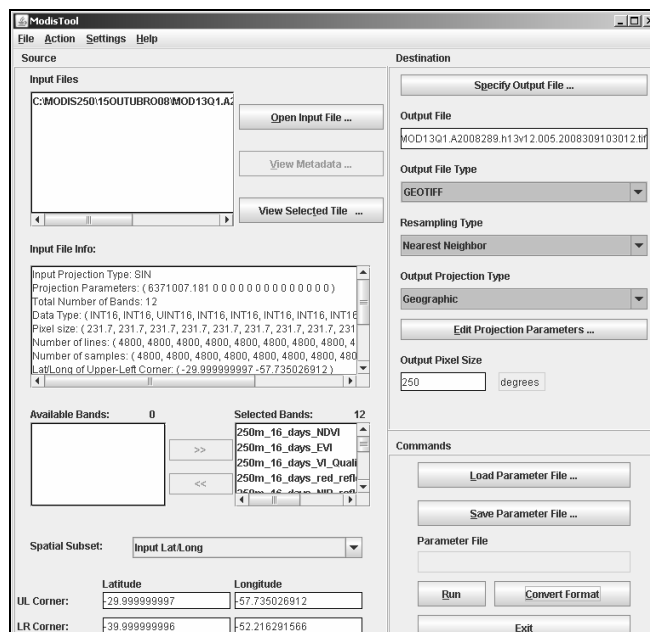 ModisTool
File Action Settings Help
Source
Input Files
C:\MODIS250\15OUTUBRO08\MOD13Q1.A2
Open Input File ...
View Metadata ...
View Selected Tile ...
Input File Info:
Input Projection Type: SIN
Projection Parameters: ( 6371007.181 0 0 0 0 0 0 0 0 0 0 0 0 0 0 )
Total Number of Bands: 12
Data Type: ( INT16, INT16, UINT16, INT16, INT16, INT16, INT16
Pixel size: ( 231.7, 231.7, 231.7, 231.7, 231.7, 231.7, 231.7, 231
Number of lines: ( 4800, 4800, 4800, 4800, 4800, 4800, 4800, 4
Number of samples: ( 4800, 4800, 4800, 4800, 4800, 4800, 4800
Lat/Long of Upper-Left Corner: ( -29.999999997 -57.735026912 )
Available Bands: 0
Selected Bands: 12
>>
<<
250m_16_days_NDVI
250m_16_days_EVI
250m_16_days_VI_Quali
250m_16_days_red_refl
250m_16_days_NIR_refl
Spatial Subset: Input Lat/Long
Latitude Longitude
UL Corner: -29.999999997 -57.735026912
LR Corner: -39.999999996 -52.216291566
Destination
Specify Output File ...
Output File
MOD13Q1.A2008289.h13v12.005.2008309103012.tif
Output File Type
GEOTIFF
Resampling Type
Nearest Neighbor
Output Projection Type
Geographic
Edit Projection Parameters ...
Output Pixel Size
250 degrees
Commands
Load Parameter File ...
Save Parameter File ...
Parameter File
Run Convert Format
Exit